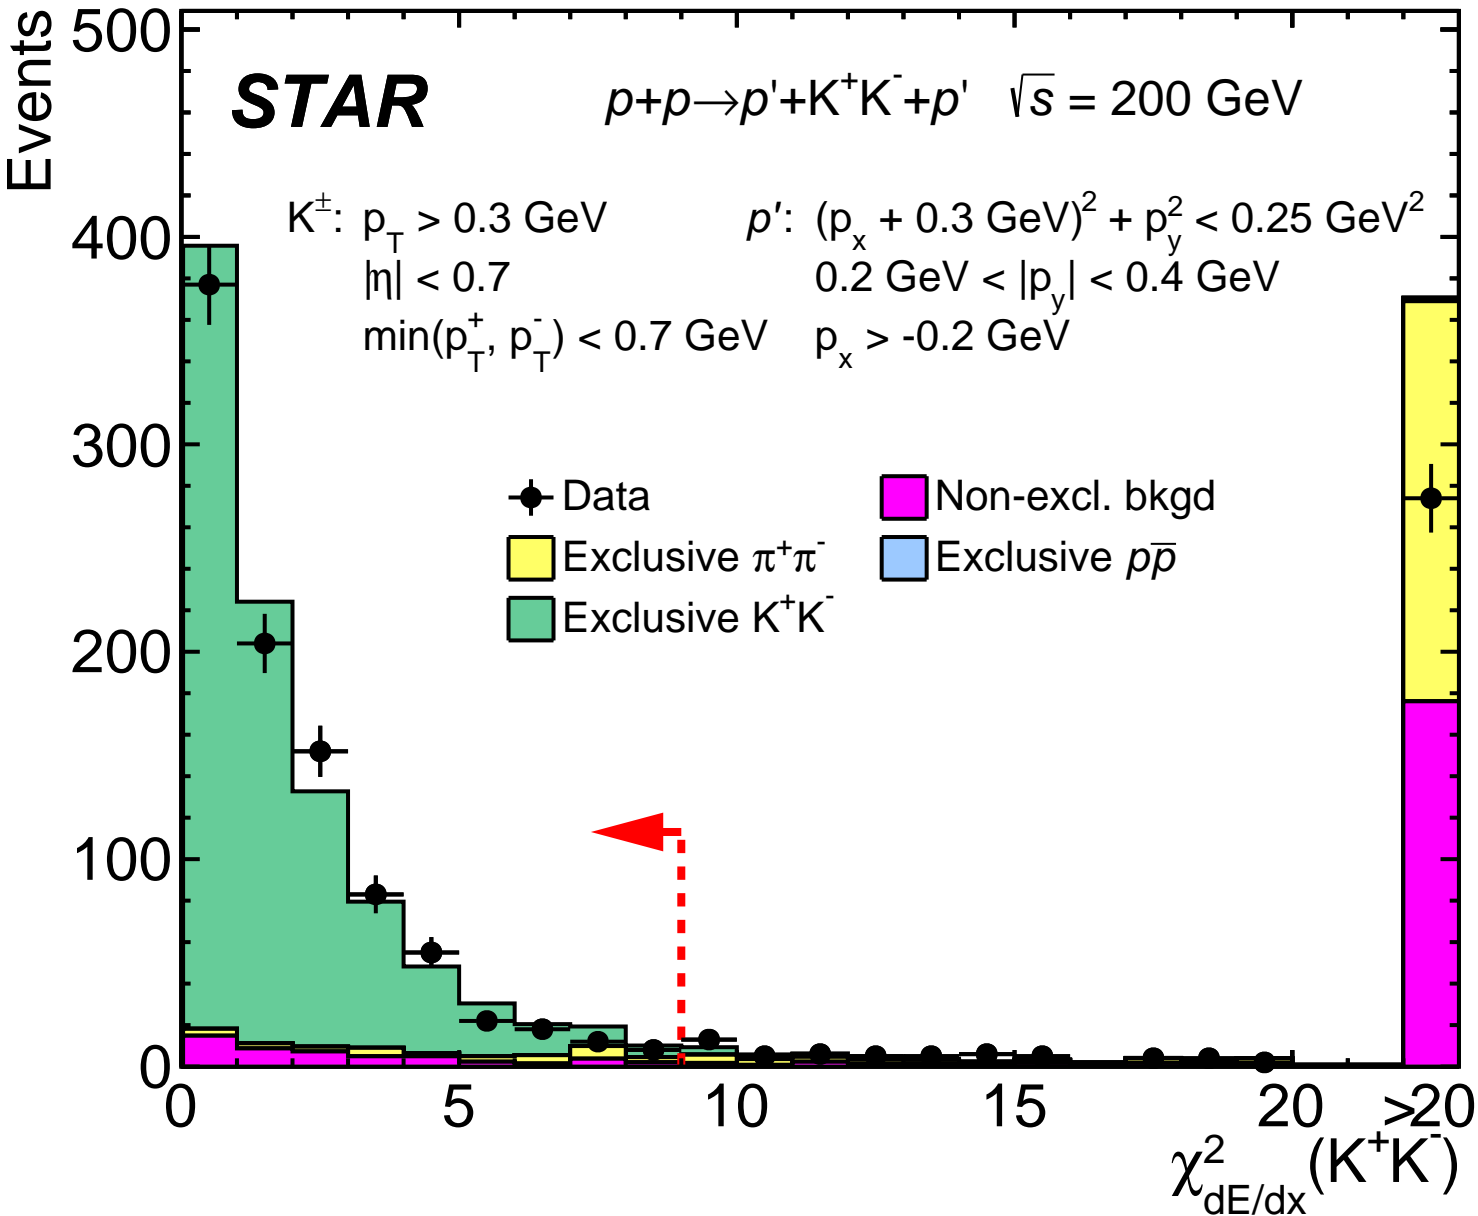 Events
500
400
300
200
100
0
STAR
p+p→p'+K⁺K⁻+p' √s = 200 GeV
K±: p_T > 0.3 GeV
|η| < 0.7
min(p_T⁺, p_T⁻) < 0.7 GeV
p': (p_x + 0.3 GeV)² + p_y² < 0.25 GeV²
0.2 GeV < |p_y| < 0.4 GeV
p_x > -0.2 GeV
Data
Exclusive π⁺π⁻
Exclusive K⁺K⁻
Non-excl. bkgd
Exclusive pp̅
0 5 10 15 20 >20
χ²_dE/dx(K⁺K⁻)